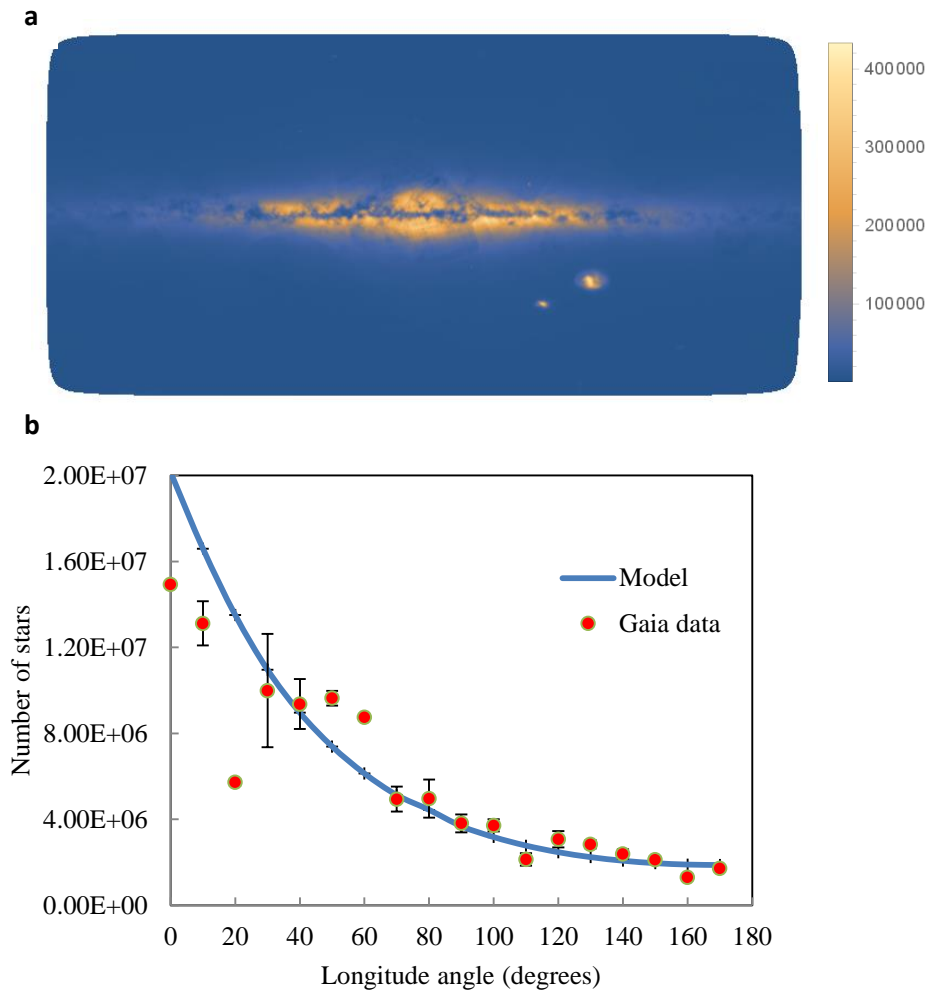 a
400000
300000
200000
100000
b
2.00E+07
1.60E+07
1.20E+07
8.00E+06
4.00E+06
0.00E+00
Number of stars
Model
Gaia data
0 20 40 60 80 100 120 140 160 180
Longitude angle (degrees)